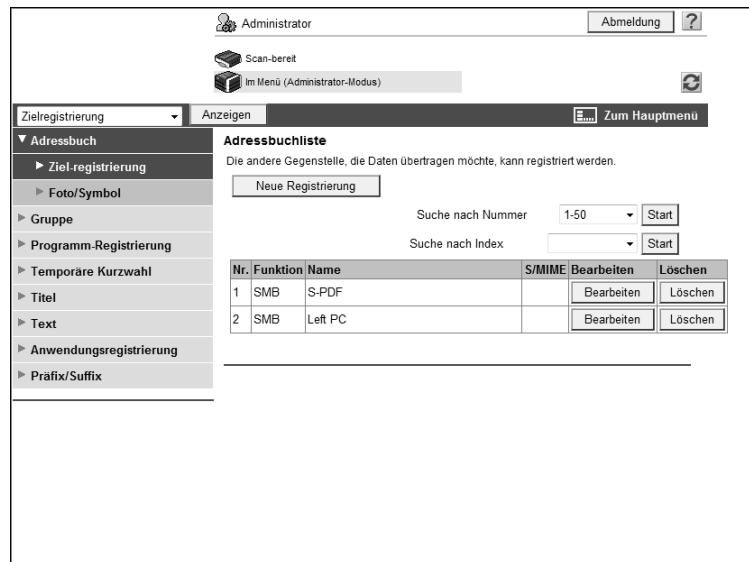 Administrator
Abmeldung
?
Scan-bereit
Im Menü (Administrator-Modus)
Zielregistrierung
Anzeigen
Zum Hauptmenü
Adressbuch
Ziel-registrierung
Foto/Symbol
Gruppe
Programm-Registrierung
Temporäre Kurzwahl
Titel
Text
Anwendungsregistrierung
Präfix/Suffix
Adressbuchliste
Die andere Gegenstelle, die Daten übertragen möchte, kann registriert werden.
Neue Registrierung
Suche nach Nummer 1-50 Start
Suche nach Index Start
Nr. Funktion Name S/MIME Bearbeiten Löschen
1 SMB S-PDF Bearbeiten Löschen
2 SMB Left PC Bearbeiten Löschen